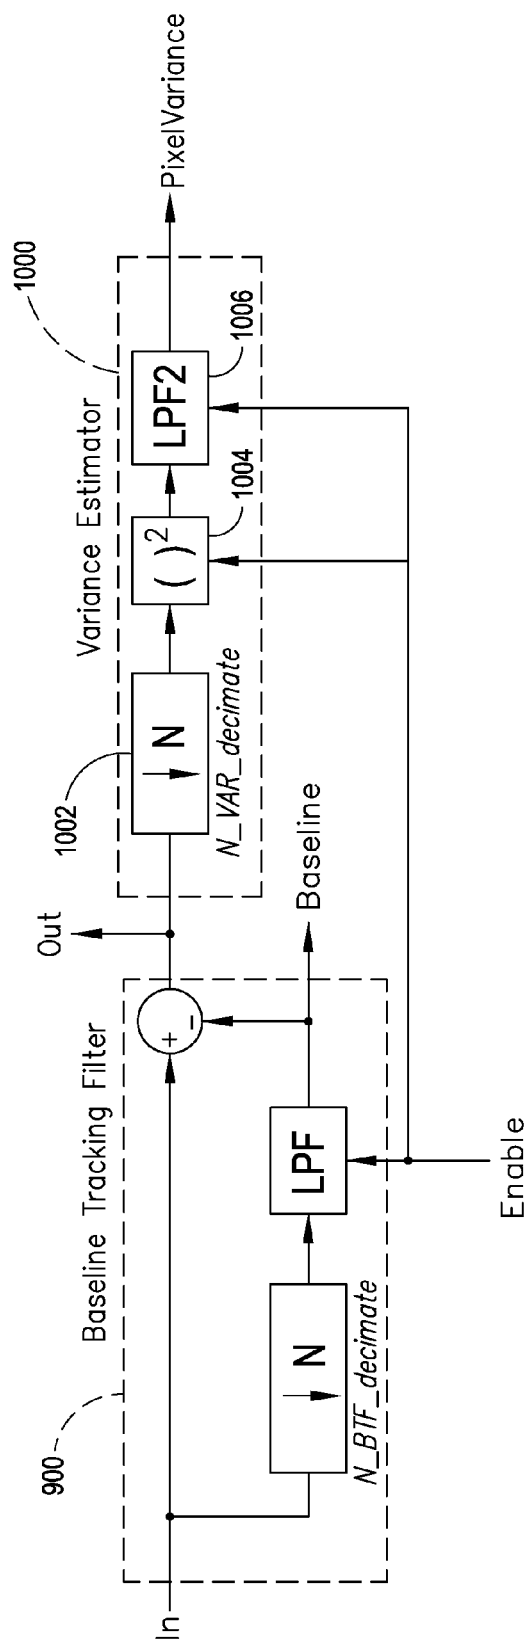 In
900
Baseline Tracking Filter
↓ N
N_BTF_decimate
LPF
+
-
Baseline
Enable
Out
1002
Variance Estimator
1000
↓ N
N_VAR_decimate
( )²
1004
LPF2
1006
PixelVariance